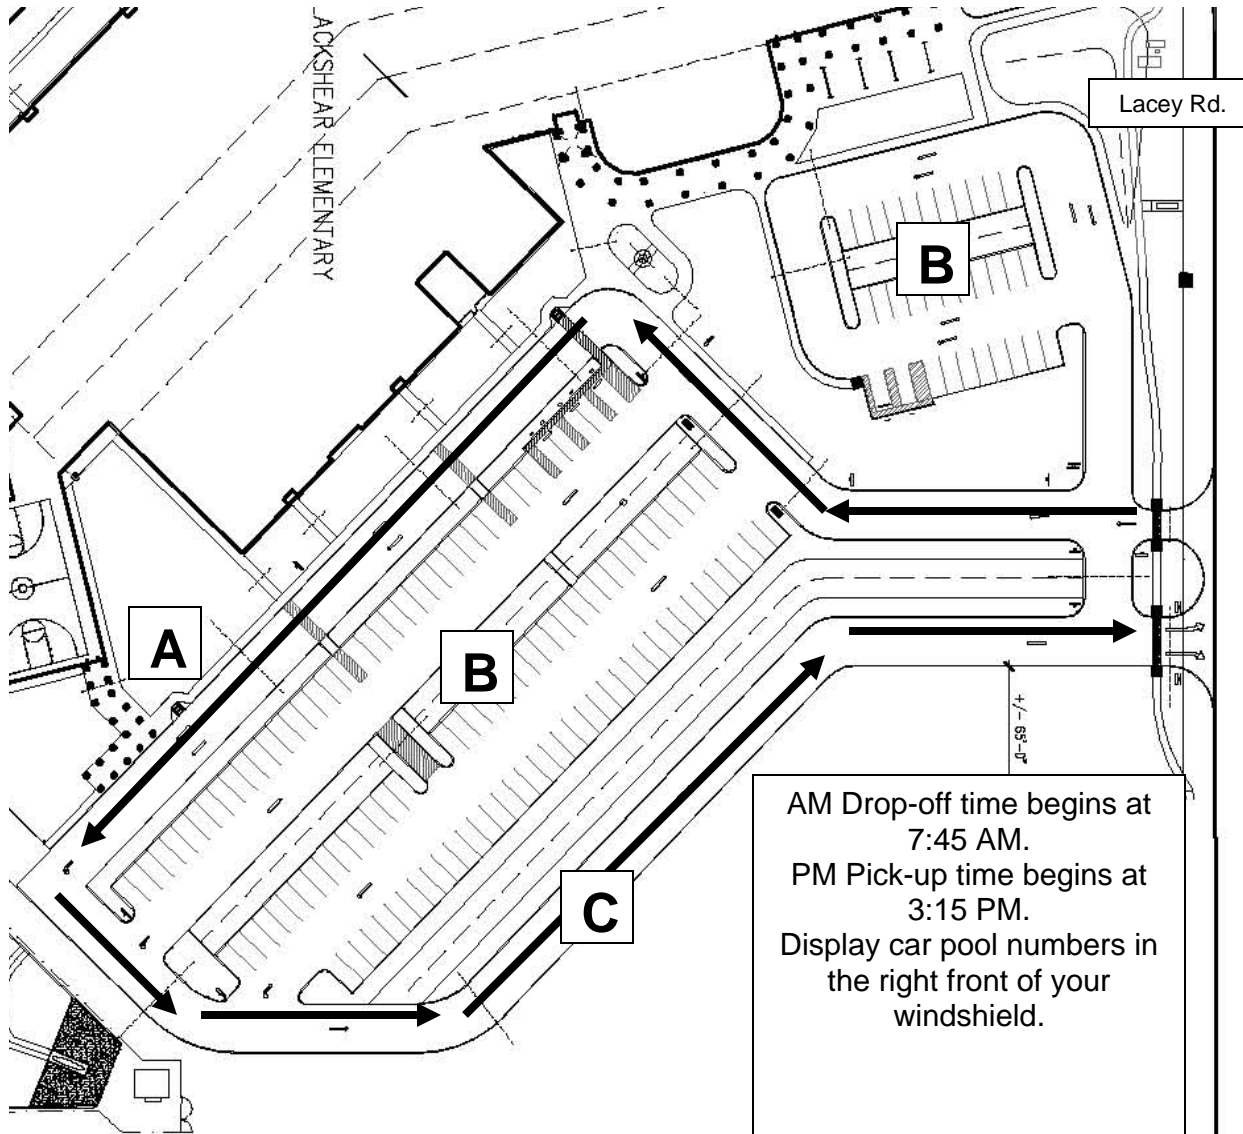 LACKSHEAR ELEMENTARY
Lacey Rd.
B
A
B
C
+/- 65'-0"
AM Drop-off time begins at
7:45 AM.
PM Pick-up time begins at
3:15 PM.
Display car pool numbers in
the right front of your
windshield.